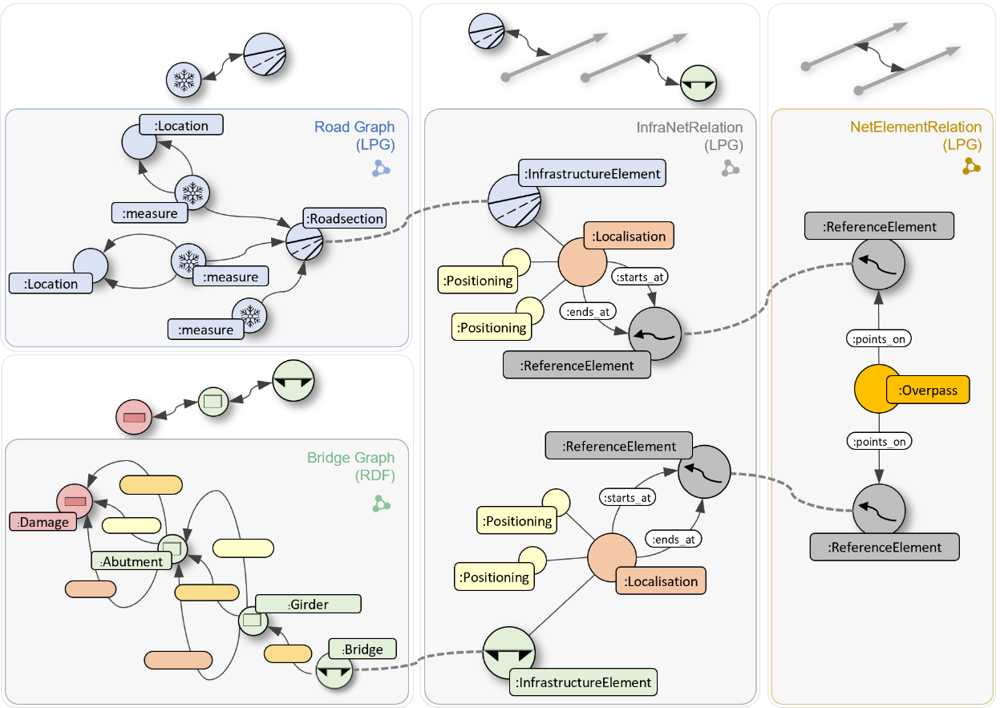 :Location
Road Graph
(LPG)
:measure
:Roadsection
:Location
:measure
:measure
Bridge Graph
(RDF)
:Damage
:Abutment
:Girder
:Bridge
InfraNetRelation
(LPG)
:InfrastructureElement
:Localisation
:Positioning
:starts_at
:ends_at
:Positioning
:ReferenceElement
:ReferenceElement
:starts_at
:Positioning
:ends_at
:Positioning
:Localisation
:InfrastructureElement
NetElementRelation
(LPG)
:ReferenceElement
:points_on
:Overpass
:points_on
:ReferenceElement